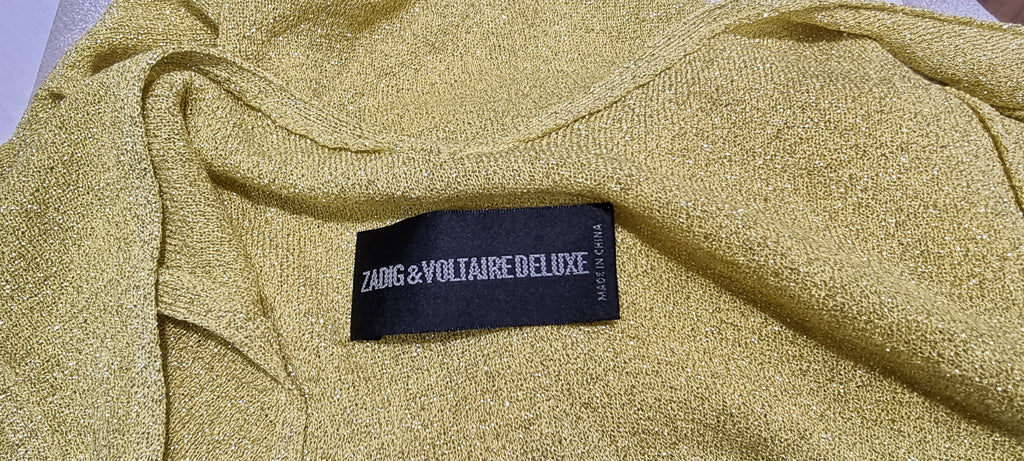 ZADIG & VOLTAIRE DELUXE
MADE IN CHINA